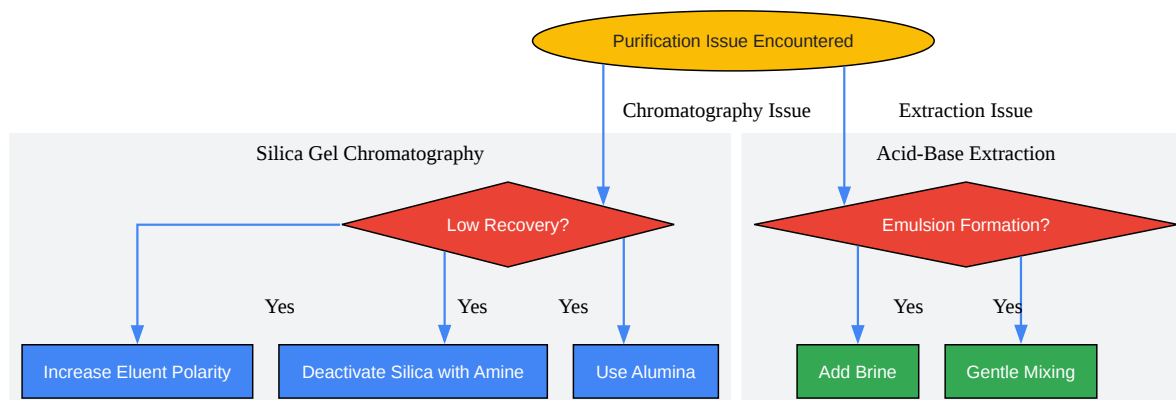 Purification Issue Encountered
Chromatography Issue
Extraction Issue
Silica Gel Chromatography
Acid-Base Extraction
Low Recovery?
Emulsion Formation?
Yes
Yes
Yes
Yes
Yes
Increase Eluent Polarity
Deactivate Silica with Amine
Use Alumina
Add Brine
Gentle Mixing